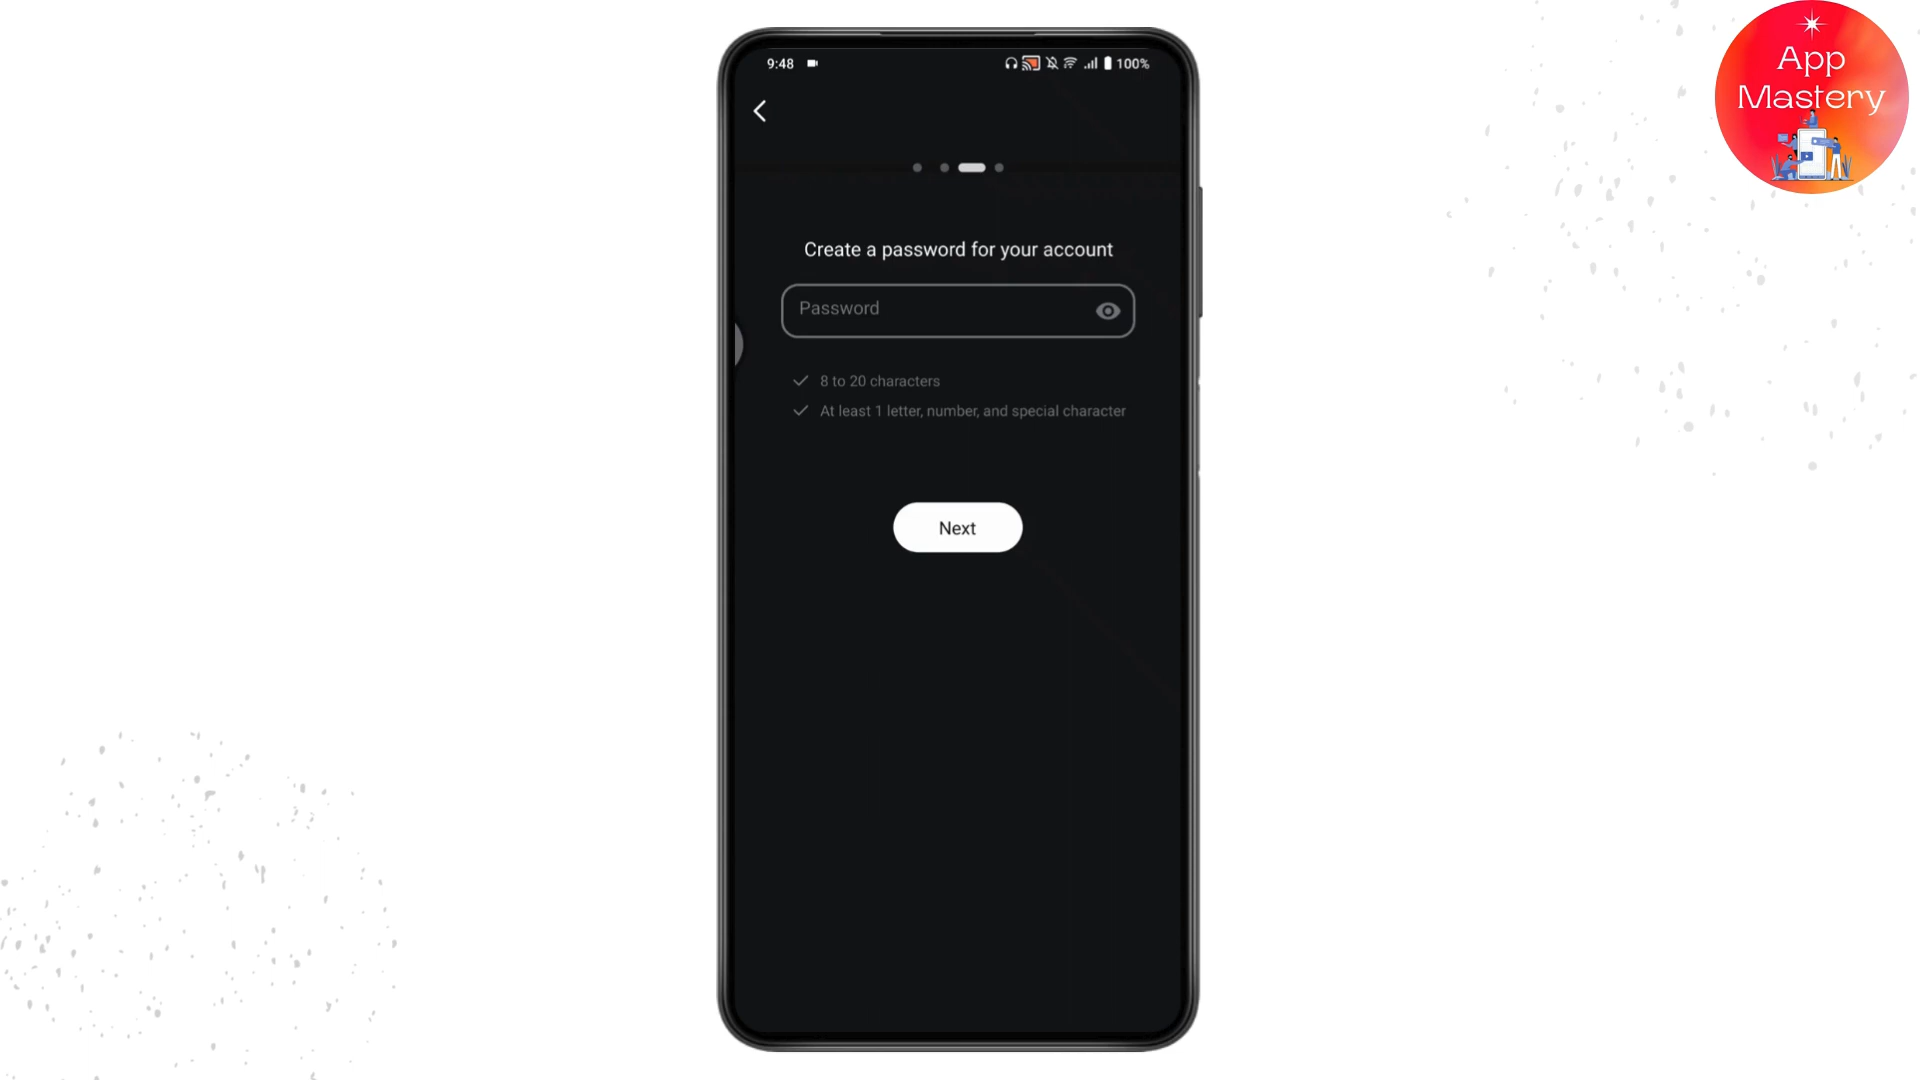 9:48
100%
App
Mastery
Create a password for your account
Password
8 to 20 characters
At least 1 letter, number, and special character
Next